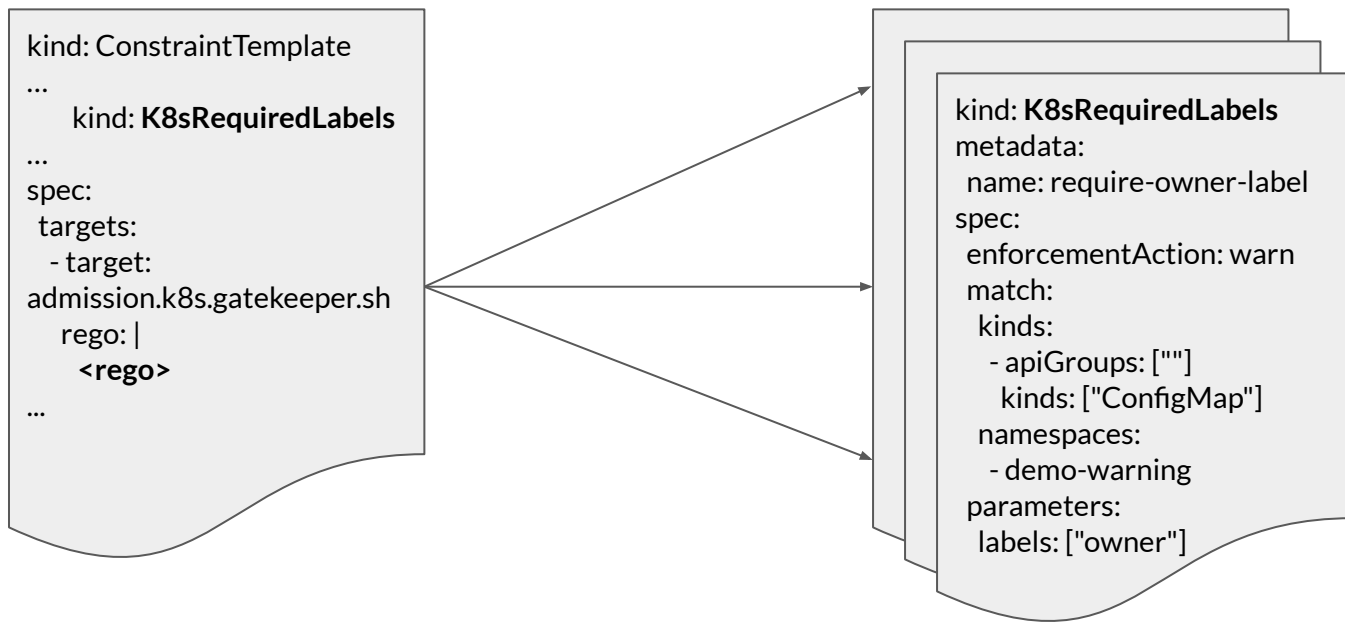 kind: ConstraintTemplate
...
kind: K8sRequiredLabels
...
spec:
targets:
- target:
admission.k8s.gatekeeper.sh
rego: |
<rego>
...
kind: K8sRequiredLabels
metadata:
name: require-owner-label
spec:
enforcementAction: warn
match:
kinds:
- apiGroups: [""]
kinds: ["ConfigMap"]
namespaces:
- demo-warning
parameters:
labels: ["owner"]